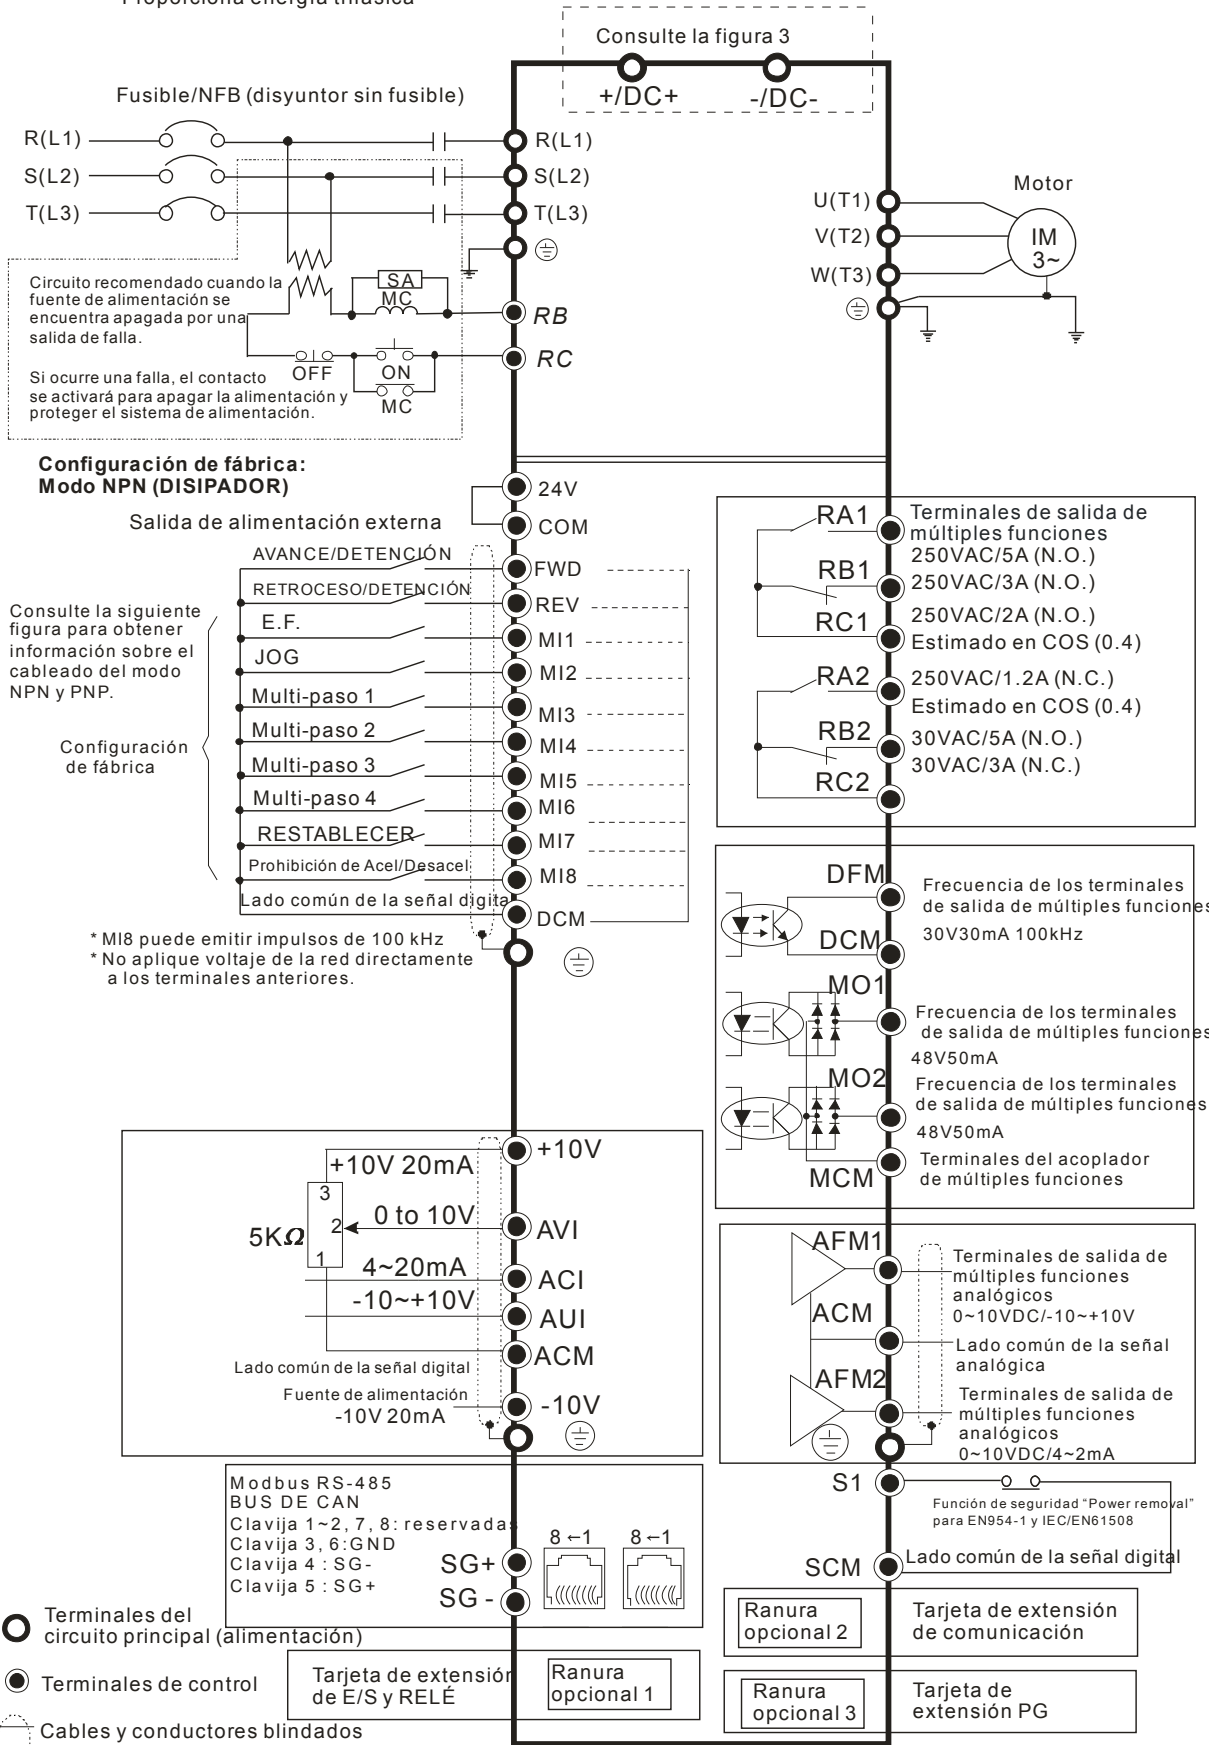 Proporciona energía trifásica
Consulte la figura 3
+/DC+
-/DC-
Fusible/NFB (disyuntor sin fusible)
R(L1)
R(L1)
S(L2)
S(L2)
T(L3)
T(L3)
Motor
U(T1)
V(T2)
W(T3)
IM
3~
Circuito recomendado cuando la
fuente de alimentación se
encuentra apagada por una
salida de falla.
SA
MC
RB
RC
OFF
ON
MC
Si ocurre una falla, el contacto
se activará para apagar la alimentación y
proteger el sistema de alimentación.
Configuración de fábrica:
Modo NPN (DISIPADOR)
Salida de alimentación externa
24V
COM
AVANCE/DETENCIÓN
FWD
RETROCESO/DETENCIÓN
REV
E.F.
MI1
JOG
MI2
Multi-paso 1
MI3
Multi-paso 2
MI4
Multi-paso 3
MI5
Multi-paso 4
MI6
RESTABLECER
MI7
Prohibición de Acel/Desacel
MI8
Lado común de la señal digital
DCM
Consulte la siguiente
figura para obtener
información sobre el
cableado del modo
NPN y PNP.
Configuración
de fábrica
* MI8 puede emitir impulsos de 100 kHz
* No aplique voltaje de la red directamente
a los terminales anteriores.
RA1
RB1
RC1
RA2
RB2
RC2
Terminales de salida de
múltiples funciones
250VAC/5A (N.O.)
250VAC/3A (N.O.)
250VAC/2A (N.O.)
Estimado en COS (0.4)
250VAC/1.2A (N.C.)
Estimado en COS (0.4)
30VAC/5A (N.O.)
30VAC/3A (N.C.)
DFM
DCM
Frecuencia de los terminales
de salida de múltiples funciones
30V30mA 100kHz
MO1
Frecuencia de los terminales
de salida de múltiples funciones
48V50mA
MO2
Frecuencia de los terminales
de salida de múltiples funciones
48V50mA
MCM
Terminales del acoplador
de múltiples funciones
+10V
+10V 20mA
3
2
1
5KΩ
0 to 10V
AVI
4~20mA
ACI
-10~+10V
AUI
ACM
Lado común de la señal digital
Fuente de alimentación
-10V 20mA
-10V
AFM1
Terminales de salida de
múltiples funciones
analógicos
0~10VDC/-10~+10V
ACM
Lado común de la señal
analógica
AFM2
Terminales de salida de
múltiples funciones
analógicos
0~10VDC/4~2mA
S1
Función de seguridad “Power removal”
para EN954-1 y IEC/EN61508
SCM
Lado común de la señal digital
Modbus RS-485
BUS DE CAN
Clavija 1~2, 7, 8: reservadas
Clavija 3, 6:GND
Clavija 4 : SG-
Clavija 5 : SG+
SG+
SG -
8 ←1
8 ←1
Ranura
opcional 2
Tarjeta de extensión
de comunicación
Terminales del
circuito principal (alimentación)
Terminales de control
Cables y conductores blindados
Tarjeta de extensión
de E/S y RELÉ
Ranura
opcional 1
Ranura
opcional 3
Tarjeta de
extensión PG